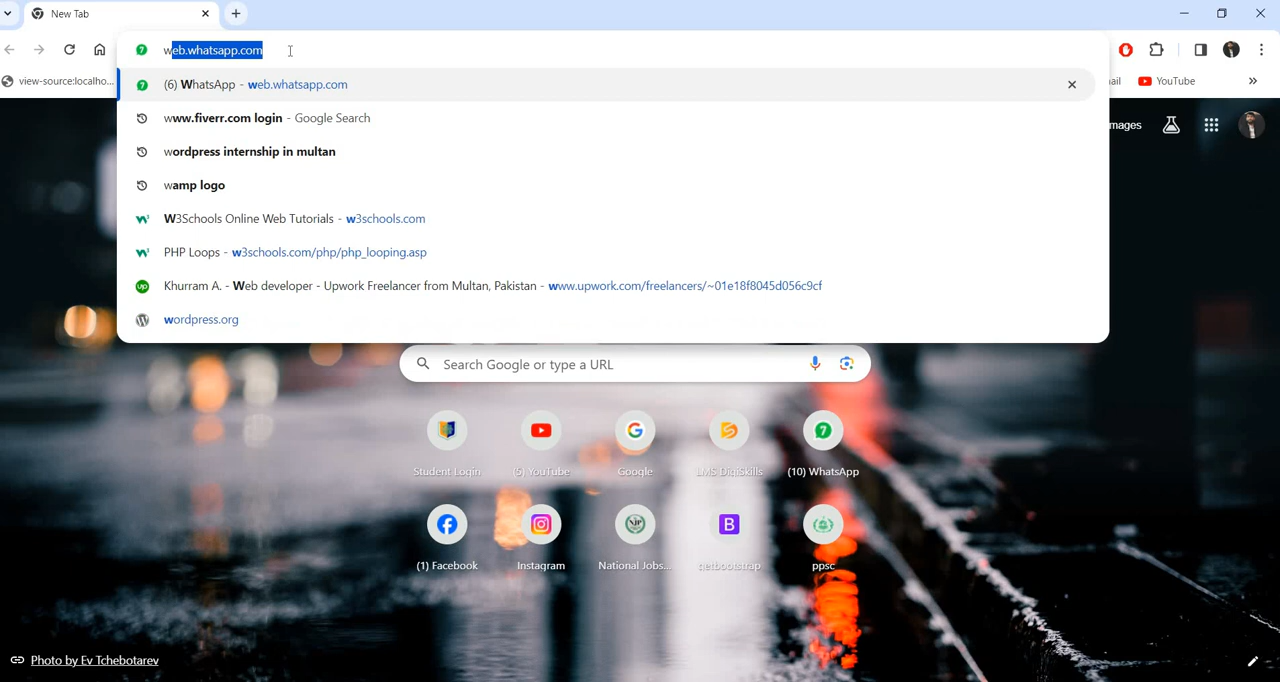 New Tab
web.whatsapp.com
view-source:localho...
ail
YouTube
(6) WhatsApp - web.whatsapp.com
www.fiverr.com login - Google Search
mages
wordpress internship in multan
wamp logo
W3Schools Online Web Tutorials - w3schools.com
PHP Loops - w3schools.com/php/php_looping.asp
Khurram A. - Web developer - Upwork Freelancer from Multan, Pakistan - www.upwork.com/freelancers/~01e18f8045d056c9cf
wordpress.org
Search Google or type a URL
Student Login
(5) YouTube
Google
LMS DigiSkills
(10) WhatsApp
(1) Facebook
Instagram
National Jobs...
getbootstrap
ppsc
Photo by Ev Tchebotarev